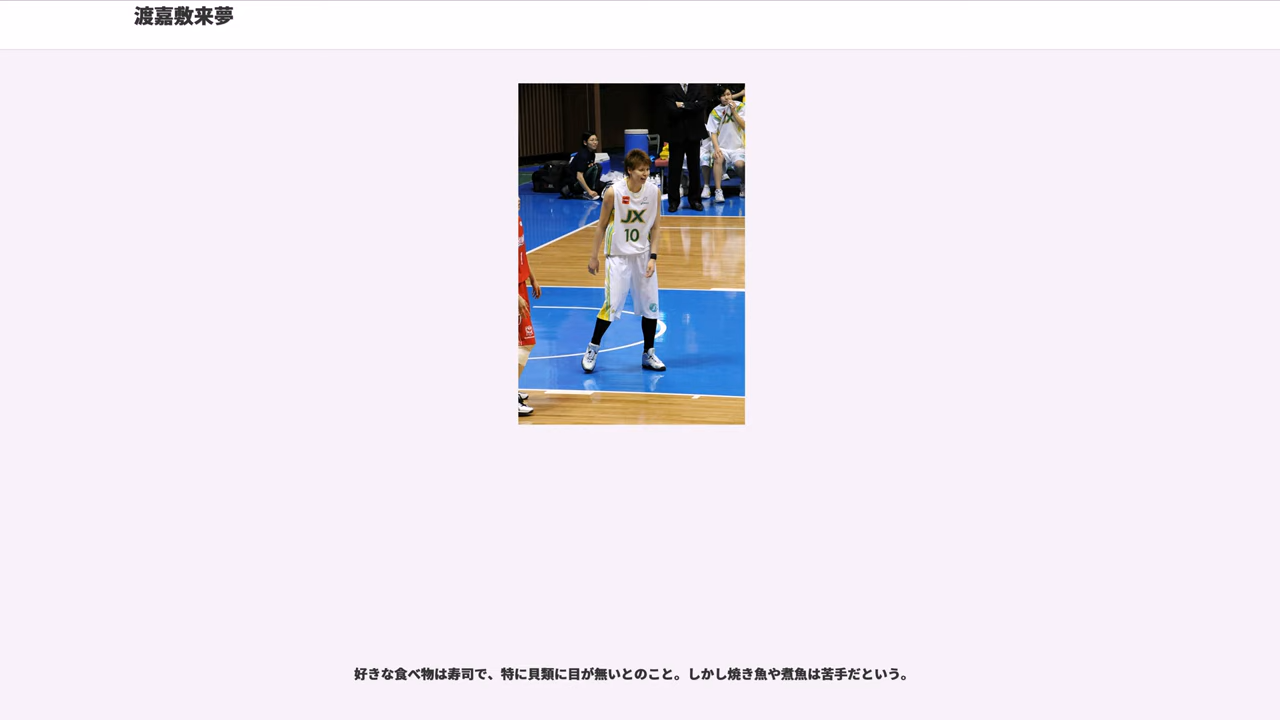 渡嘉敷来夢
JX
10
好きな食べ物は寿司で、特に貝類に目が無いとのこと。しかし焼き魚や煮魚は苦手だという。